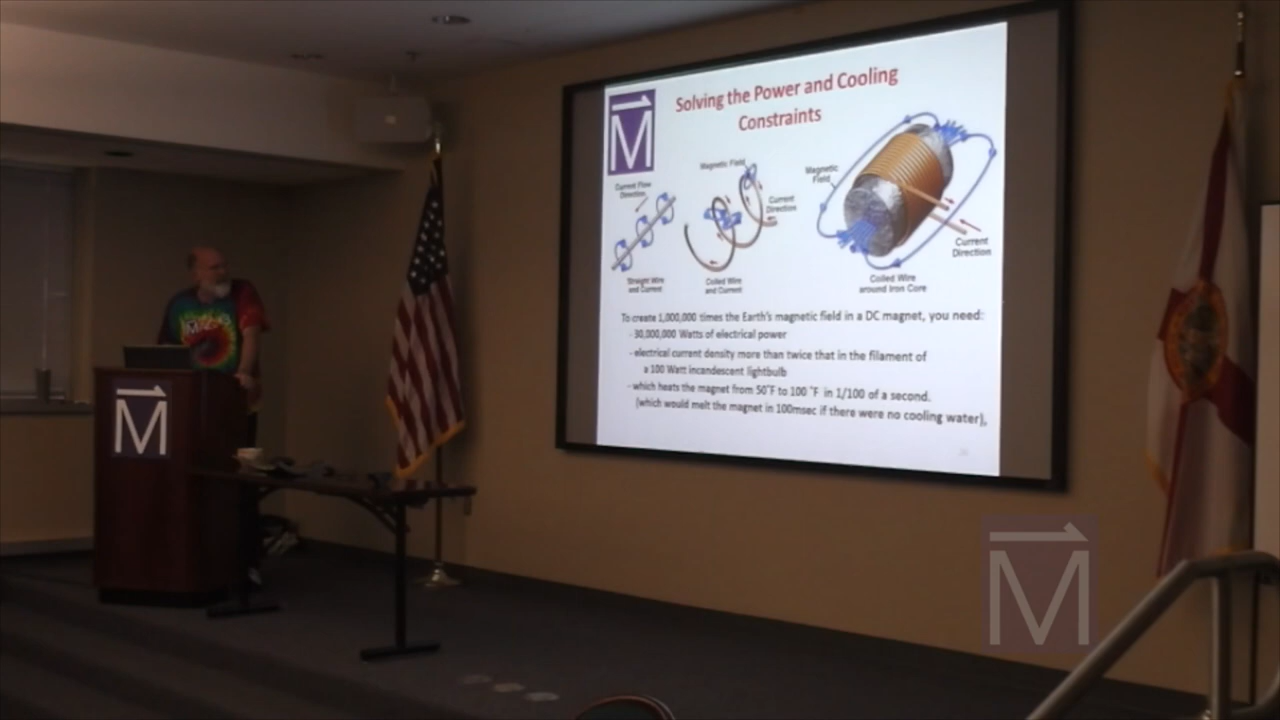 M
Solving the Power and Cooling
Constraints
Current Flow
Direction
Straight Wire
and Current
Magnetic Field
Current
Direction
Coiled Wire
and Current
Magnetic
Field
Current
Direction
Coiled Wire
around Iron Core
To create 1,000,000 times the Earth's magnetic field in a DC magnet, you need:
- 30,000,000 Watts of electrical power
- electrical current density more than twice that in the filament of
a 100 Watt incandescent lightbulb
- which heats the magnet from 50˚F to 100 ˚F in 1/100 of a second.
(which would melt the magnet in 100msec if there were no cooling water),
M
M